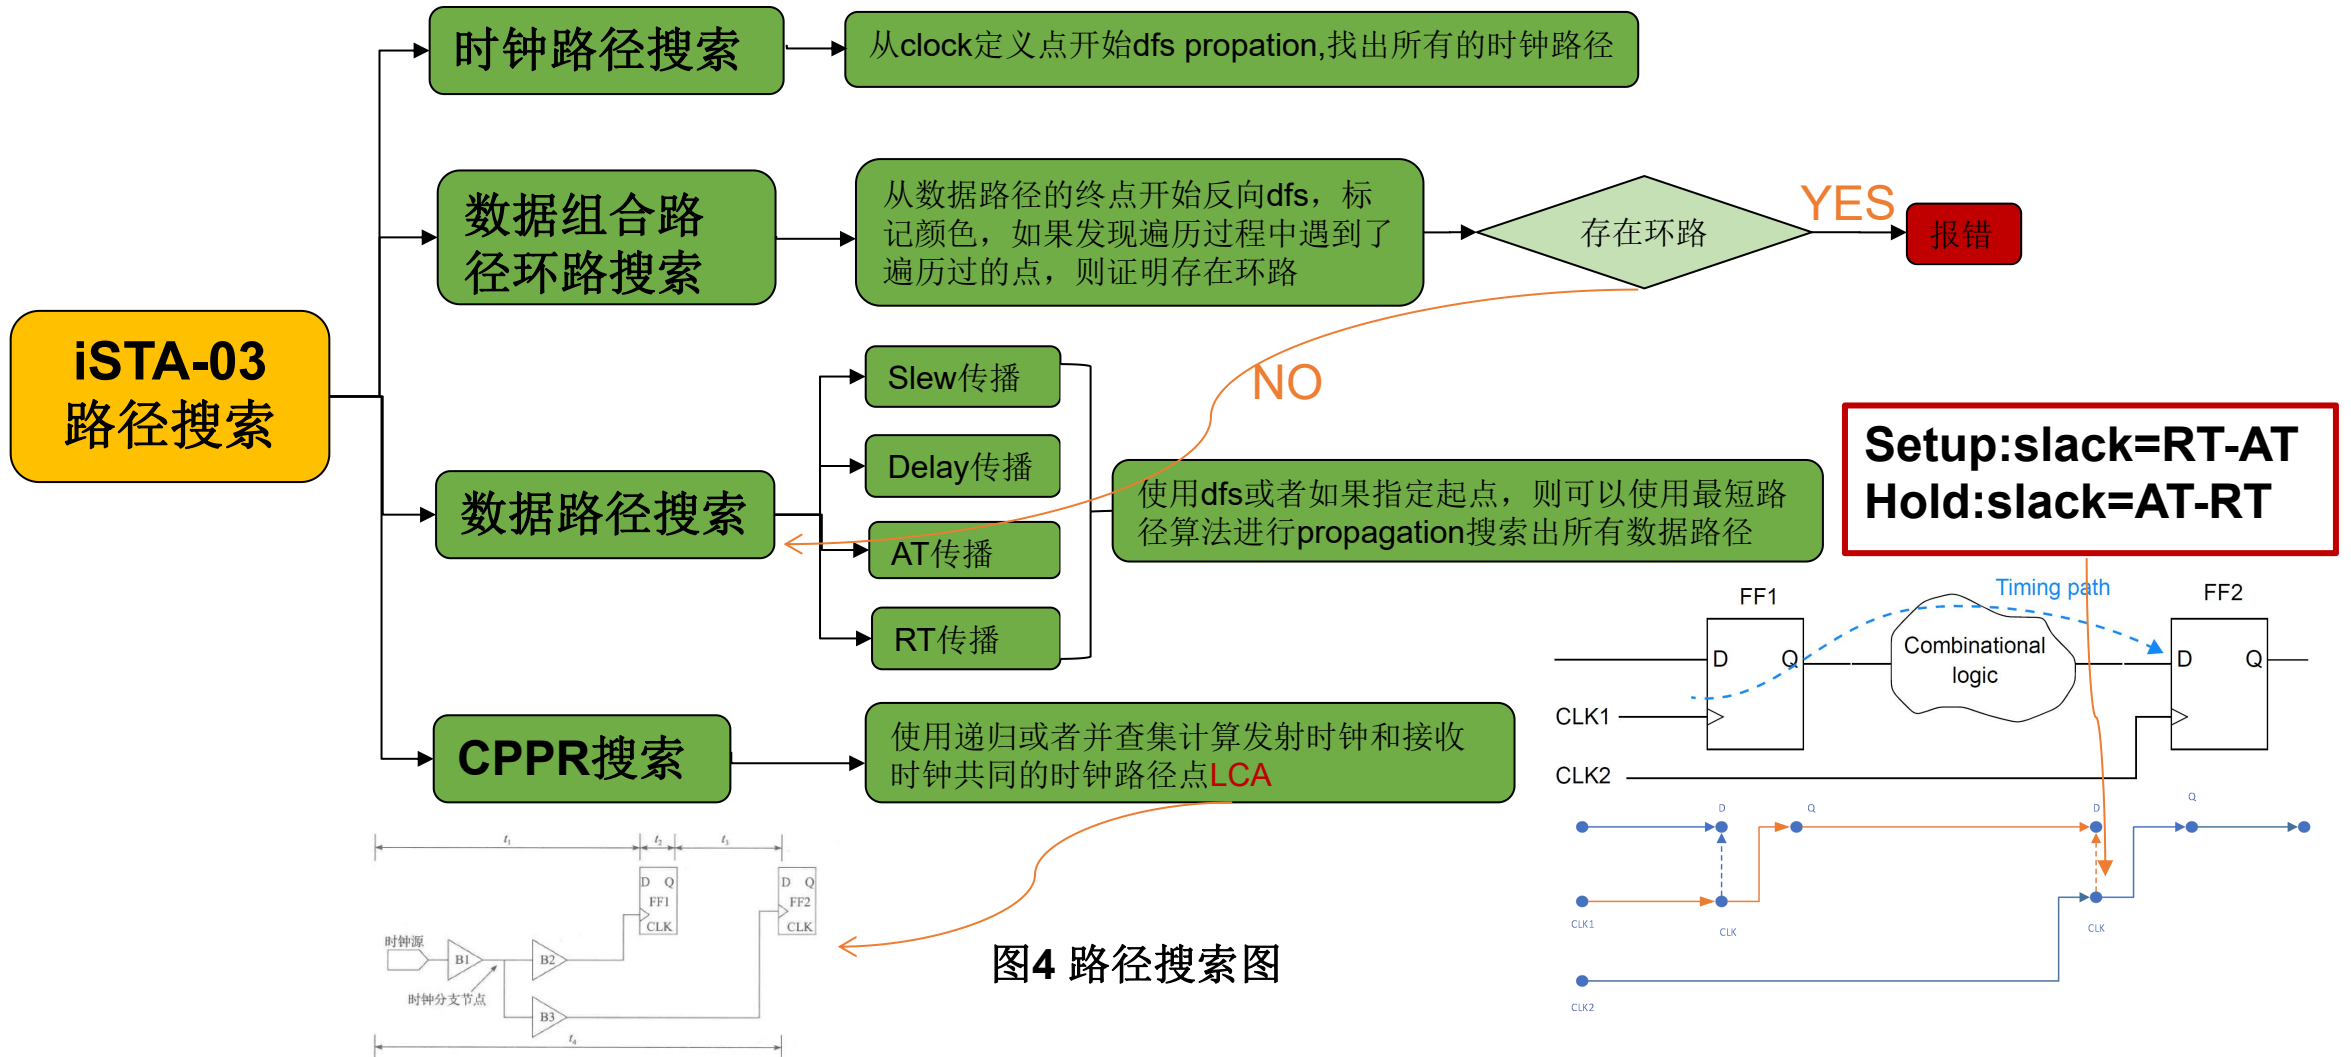 时钟路径搜索
从clock定义点开始dfs propation,找出所有的时钟路径
数据组合路
径环路搜索
从数据路径的终点开始反向dfs，标
记颜色，如果发现遍历过程中遇到了
遍历过的点，则证明存在环路
存在环路
YES
报错
NO
iSTA-03
路径搜索
数据路径搜索
Slew传播
Delay传播
AT传播
RT传播
使用dfs或者如果指定起点，则可以使用最短路
径算法进行propagation搜索出所有数据路径
Setup:slack=RT-AT
Hold:slack=AT-RT
CPPR搜索
使用递归或者并查集计算发射时钟和接收
时钟共同的时钟路径点LCA
Timing path
FF1
FF2
D
Q
Combinational
logic
D
Q
CLK1
CLK2
D
Q
D
Q
CLK1
CLK
CLK
CLK2
t1
t2
t3
D Q
FF1
CLK
D Q
FF2
CLK
时钟源
B1
B2
时钟分支节点
B3
t4
图4 路径搜索图